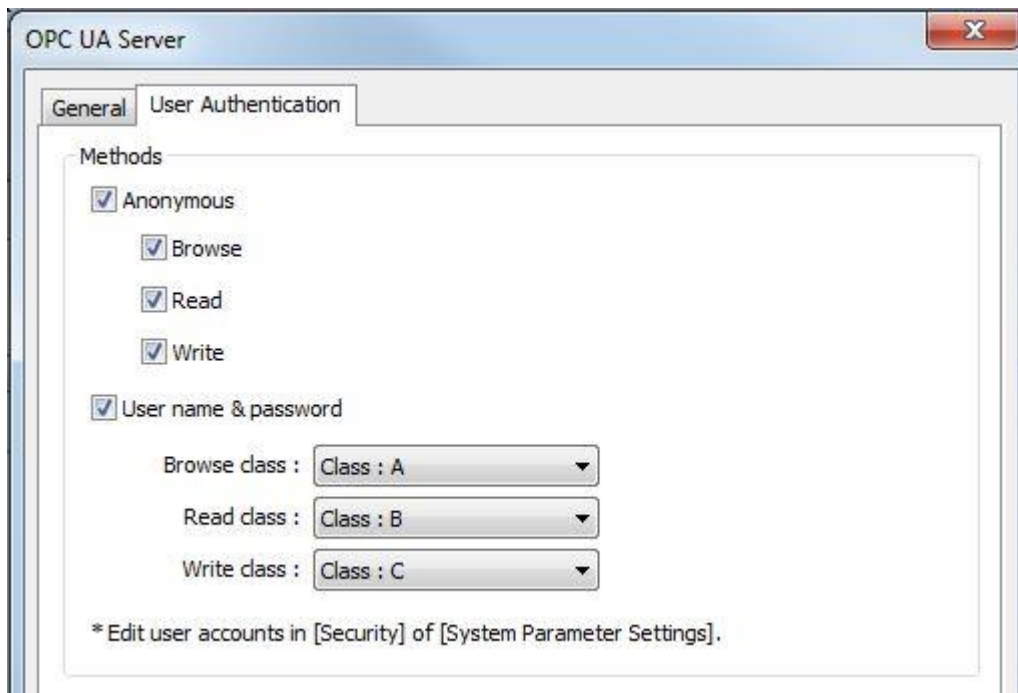 OPC UA Server
General User Authentication
Methods
Anonymous
Browse
Read
Write
User name & password
Browse class : Class : A
Read class : Class : B
Write class : Class : C
* Edit user accounts in [Security] of [System Parameter Settings].